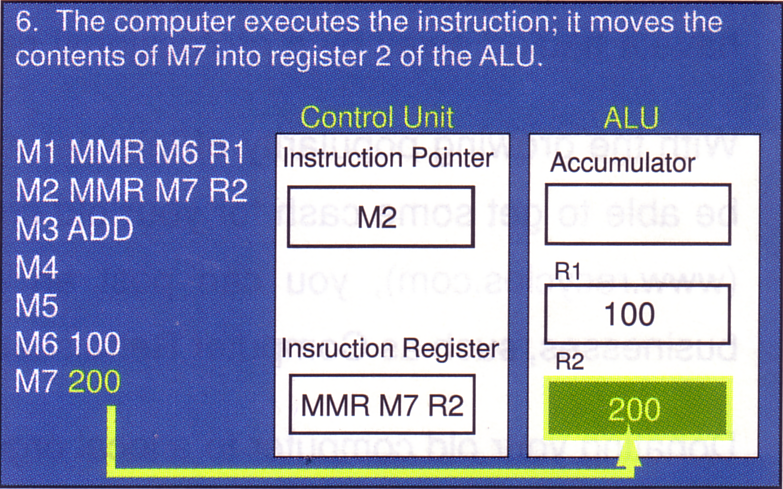 6. The computer executes the instruction; it moves the
contents of M7 into register 2 of the ALU.
Control Unit
ALU
M1 MMR M6 R1
M2 MMR M7 R2
M3 ADD
M4
M5
M6 100
M7 200
Instruction Pointer
M2
Insruction Register
MMR M7 R2
Accumulator
R1
100
R2
200